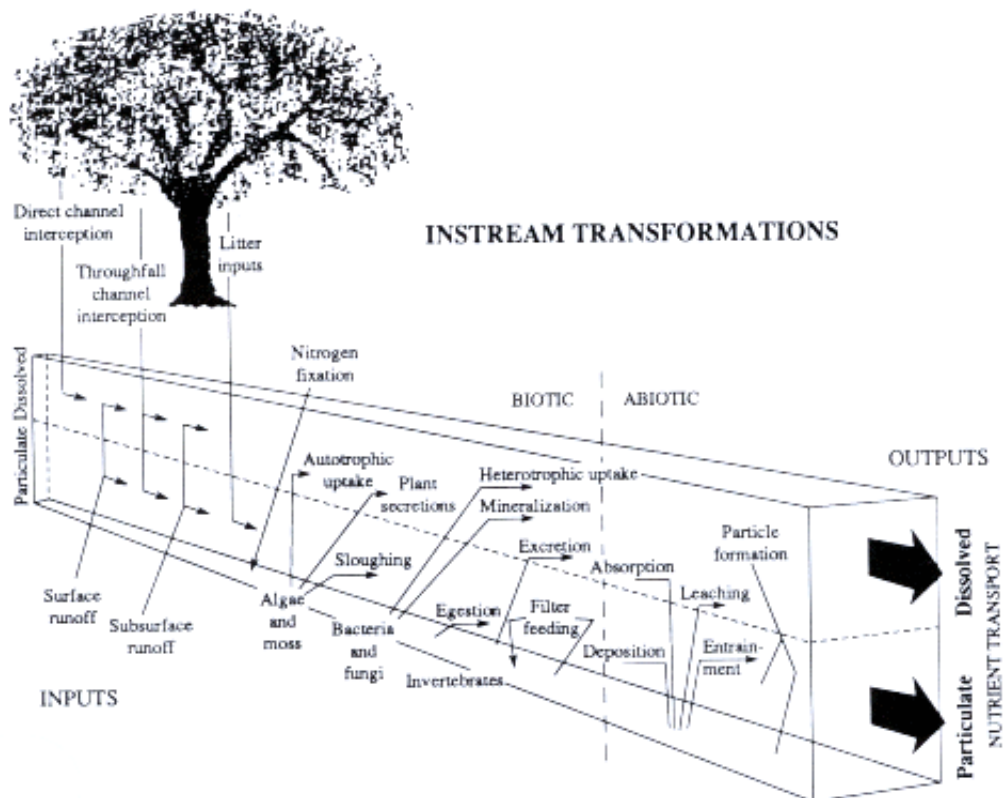 Direct channel
interception
Throughfall
channel
interception
Litter
inputs
INSTREAM TRANSFORMATIONS
Nitrogen
fixation
BIOTIC
ABIOTIC
OUTPUTS
Particulate Dissolved
Autotrophic
uptake
Plant
secretions
Heterotrophic uptake
Mineralization
Excretion
Sloughing
Particle
formation
Absorption
Leaching
Surface
runoff
Subsurface
runoff
Algae
and
moss
Bacteria
and
fungi
Egestion
Filter
feeding
Invertebrates
Deposition
Entrain-
ment
INPUTS
Dissolved
Particulate
NUTRIENT TRANSPORT